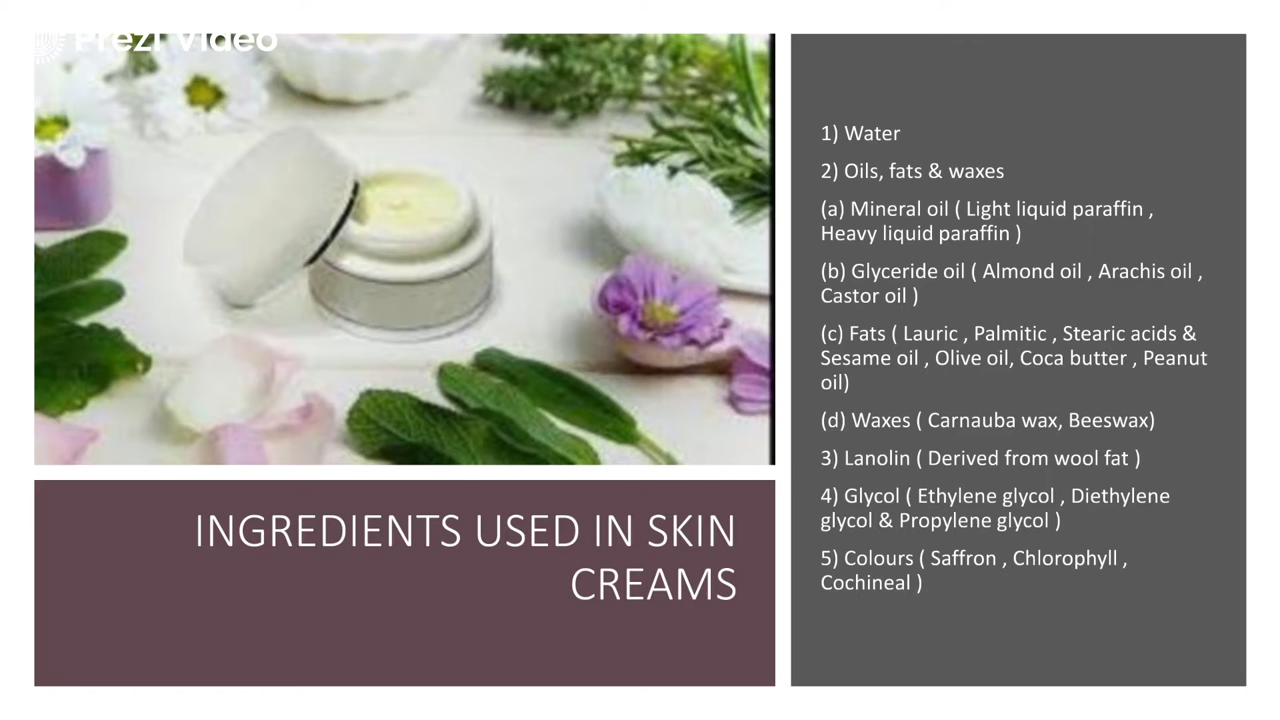 Prezi Video
1) Water
2) Oils, fats & waxes
(a) Mineral oil ( Light liquid paraffin ,
Heavy liquid paraffin )
(b) Glyceride oil ( Almond oil , Arachis oil ,
Castor oil )
(c) Fats ( Lauric , Palmitic , Stearic acids &
Sesame oil , Olive oil, Coca butter , Peanut
oil)
(d) Waxes ( Carnauba wax, Beeswax)
3) Lanolin ( Derived from wool fat )
4) Glycol ( Ethylene glycol , Diethylene
glycol & Propylene glycol )
5) Colours ( Saffron , Chlorophyll ,
Cochineal )
INGREDIENTS USED IN SKIN
CREAMS